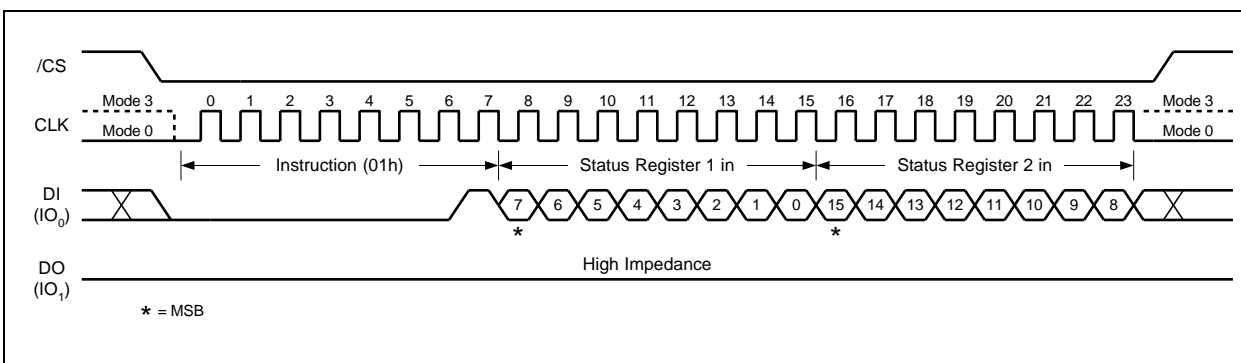 /CS
Mode 3 0 1 2 3 4 5 6 7 8 9 10 11 12 13 14 15 16 17 18 19 20 21 22 23 Mode 3
CLK
Mode 0 Mode 0
Instruction (01h) Status Register 1 in Status Register 2 in
DI
(IO0)
7 6 5 4 3 2 1 0 15 14 13 12 11 10 9 8
* *
High Impedance
DO
(IO1)
* = MSB